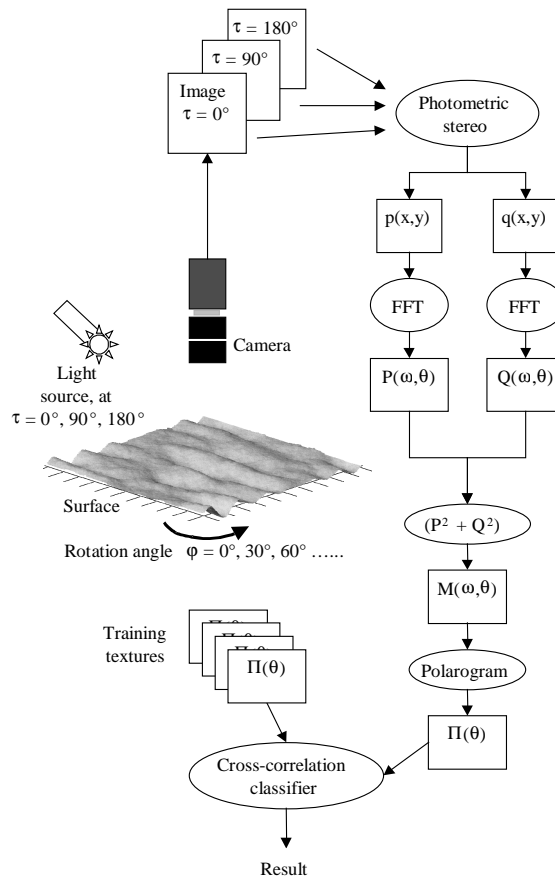 τ = 180°
τ = 90°
Image
τ = 0°
Photometric
stereo
p(x,y)
q(x,y)
FFT
FFT
P(ω,θ)
Q(ω,θ)
Camera
Light
source, at
τ = 0°, 90°, 180°
Surface
Rotation angle φ = 0°, 30°, 60° …...
(P² + Q²)
M(ω,θ)
Polarogram
Π(θ)
Training
textures
Π(θ)
Cross-correlation
classifier
Result